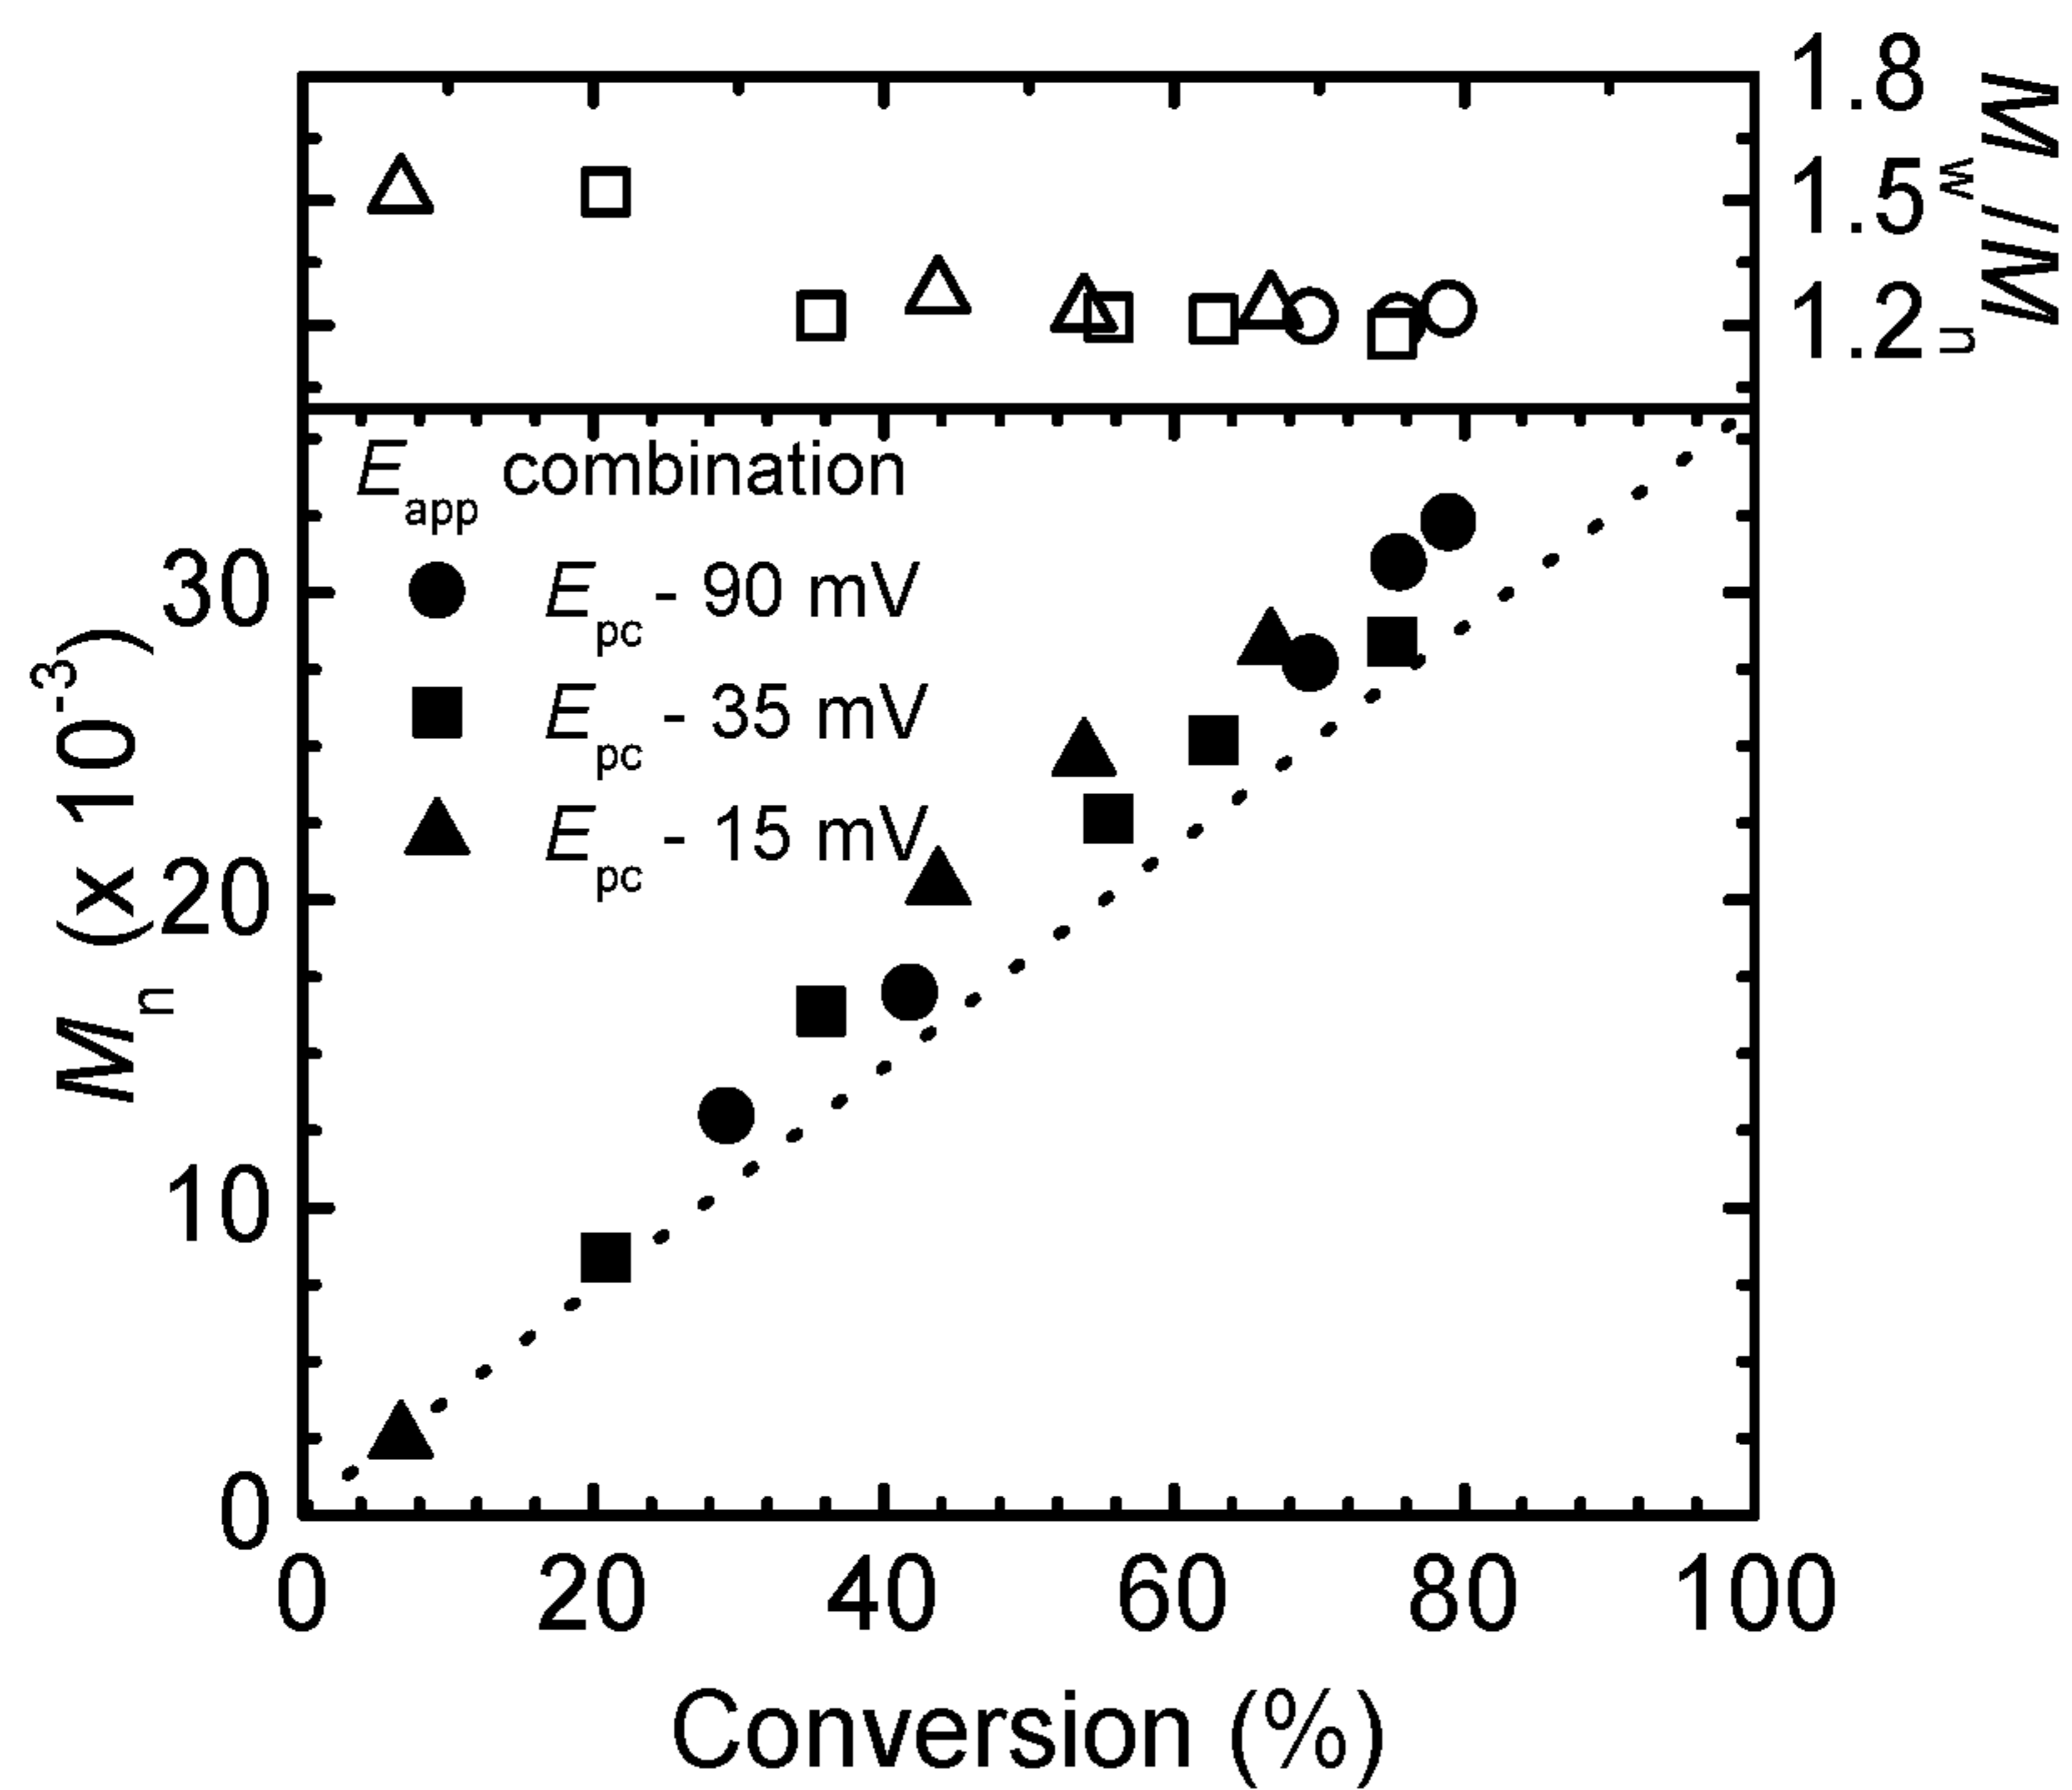 1.8
1.5
1.2
Mw/Mn
Eapp combination
Epc - 90 mV
Epc - 35 mV
Epc - 15 mV
Mn (x 10-3)
30
20
10
0
0 20 40 60 80 100
Conversion (%)